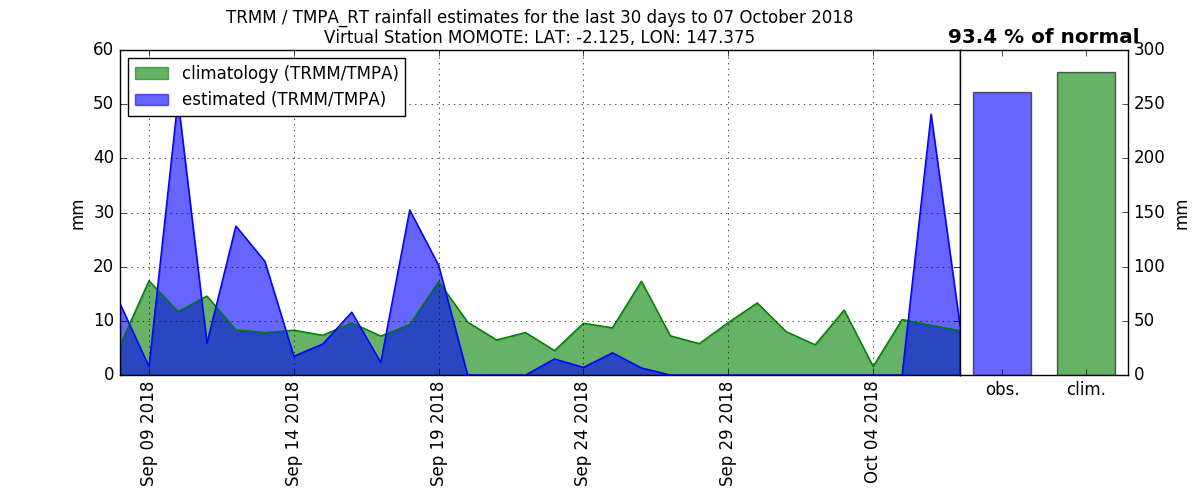 TRMM / TMPA_RT rainfall estimates for the last 30 days to 07 October 2018
Virtual Station MOMOTE: LAT: -2.125, LON: 147.375
93.4 % of normal
climatology (TRMM/TMPA)
estimated (TRMM/TMPA)
60
50
40
30
20
10
0
mm
Sep 09 2018
Sep 14 2018
Sep 19 2018
Sep 24 2018
Sep 29 2018
Oct 04 2018
obs.
clim.
300
250
200
150
100
50
0
mm